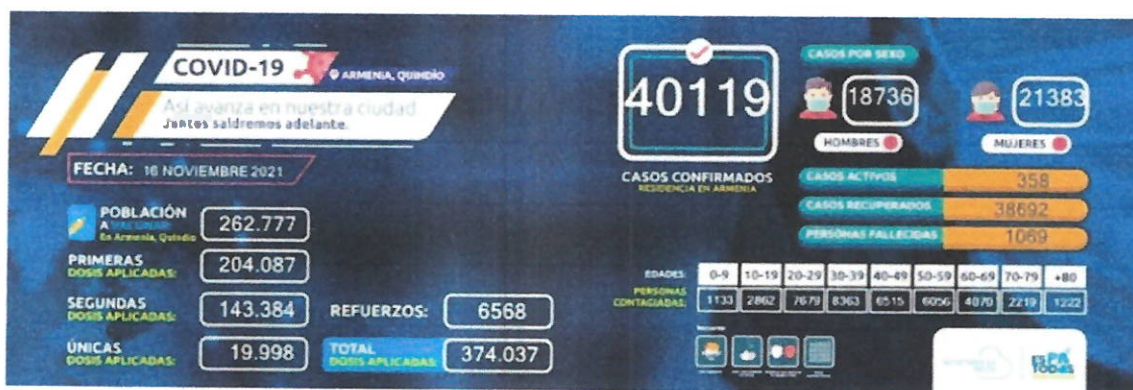 COVID-19
ARMENIA, QUINDÍO
Así avanza en nuestra ciudad
Juntos saldremos adelante.
FECHA: 16 NOVIEMBRE 2021
POBLACIÓN
A VACUNAR:
En Armenia, Quindío
262.777
PRIMERAS
DOSIS APLICADAS:
204.087
SEGUNDAS
DOSIS APLICADAS:
143.384
REFUERZOS:
6568
ÚNICAS
DOSIS APLICADAS:
19.998
TOTAL
DOSIS APLICADAS:
374.037
40119
CASOS CONFIRMADOS
RESIDENCIA EN ARMENIA
CASOS POR SEXO
18736
HOMBRES
21383
MUJERES
CASOS ACTIVOS 358
CASOS RECUPERADOS 38692
PERSONAS FALLECIDAS 1069
EDADES: 0-9 10-19 20-29 30-39 40-49 50-59 60-69 70-79 +80
PERSONAS
CONTAGIADAS: 1133 2862 7679 8363 6515 6056 4070 2219 1222
ES PA'
TODOS